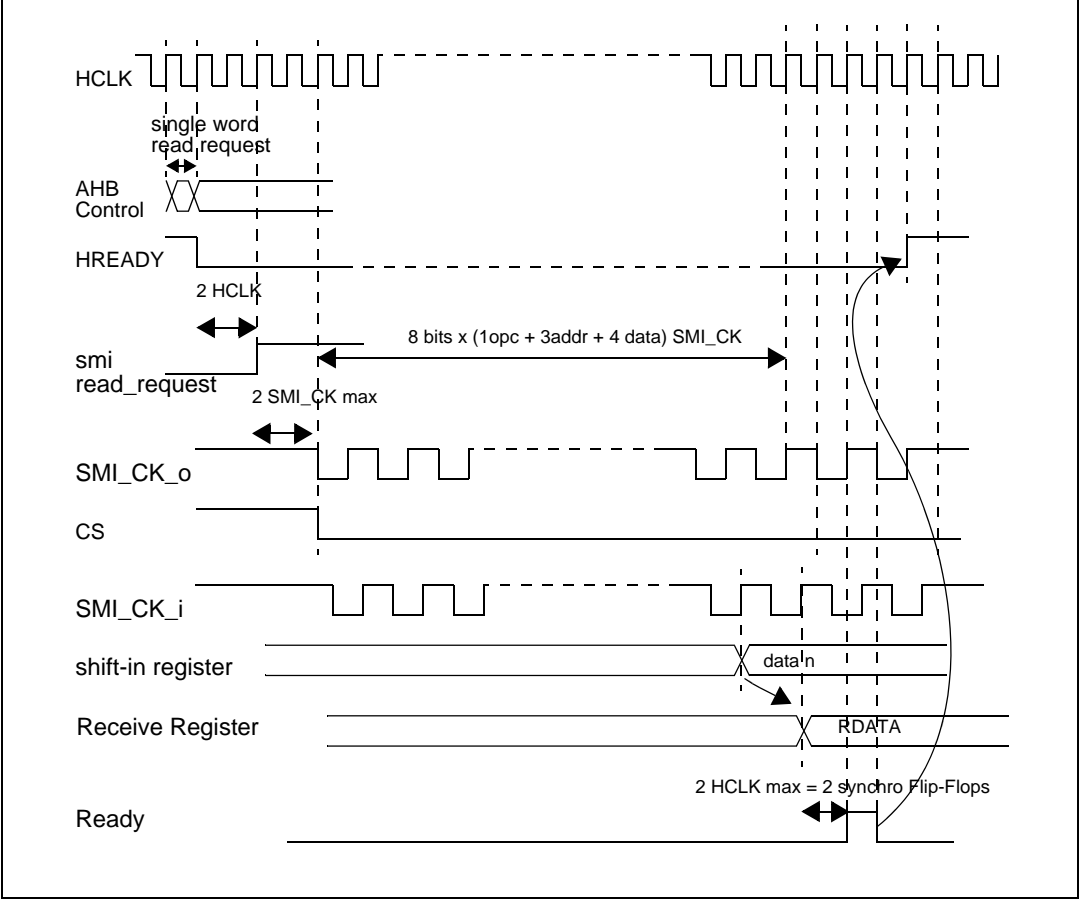 HCLK
single word
read request
AHB
Control
HREADY
2 HCLK
8 bits x (1opc + 3addr + 4 data) SMI_CK
smi
read_request
2 SMI_CK max
SMI_CK_o
CS
SMI_CK_i
shift-in register
data n
Receive Register
RDATA
2 HCLK max = 2 synchro Flip-Flops
Ready